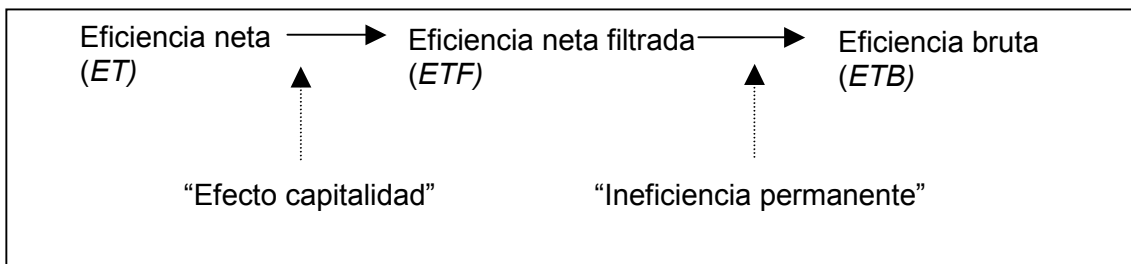 Eficiencia neta
(ET)
Eficiencia neta filtrada
(ETF)
Eficiencia bruta
(ETB)
“Efecto capitalidad”
“Ineficiencia permanente”